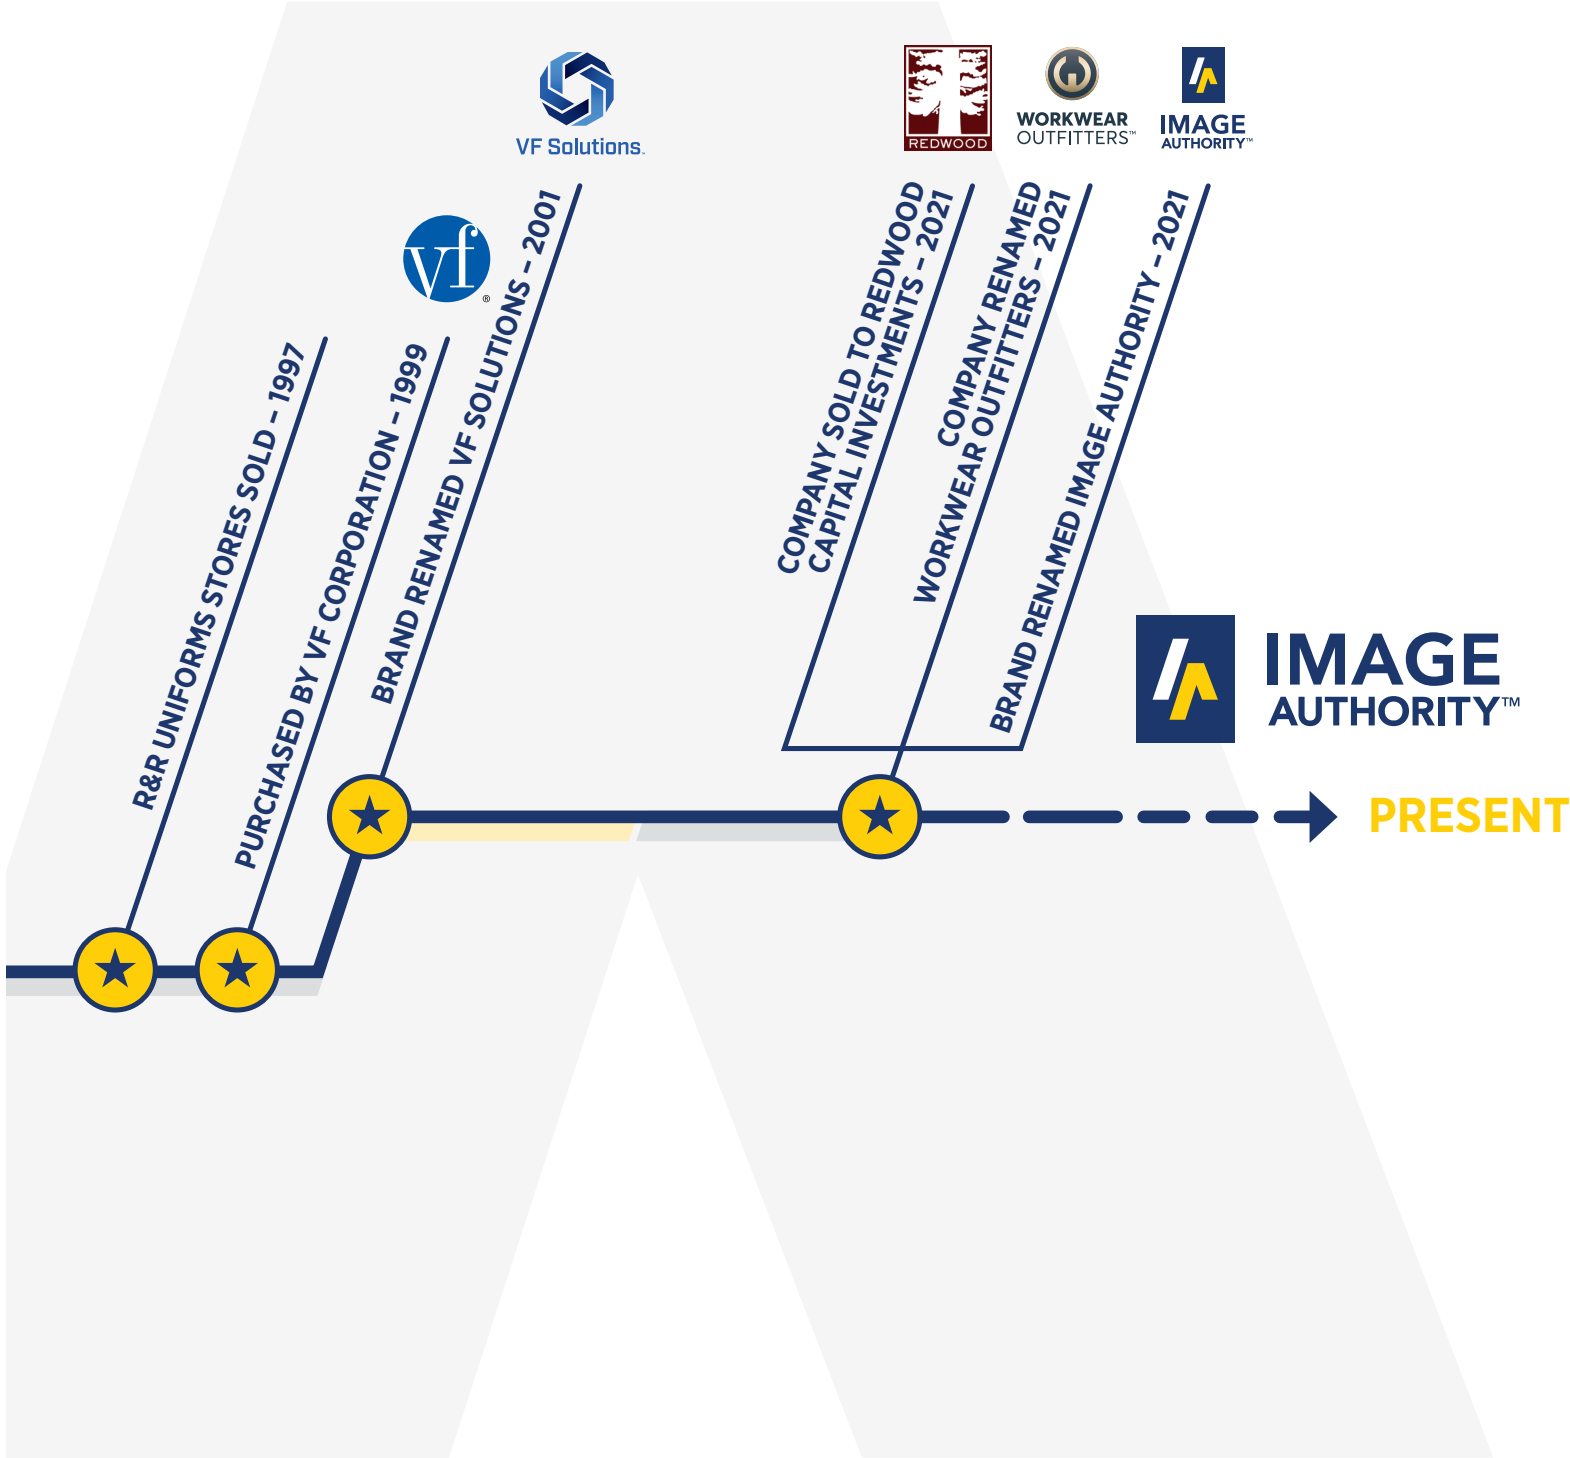 VF Solutions.
REDWOOD
WORKWEAR
OUTFITTERS™
IMAGE
AUTHORITY™
vf
®
R&R UNIFORMS STORES SOLD – 1997
PURCHASED BY VF CORPORATION – 1999
BRAND RENAMED VF SOLUTIONS – 2001
COMPANY SOLD TO REDWOOD
CAPITAL INVESTMENTS – 2021
COMPANY RENAMED
WORKWEAR OUTFITTERS – 2021
BRAND RENAMED IMAGE AUTHORITY – 2021
IMAGE
AUTHORITY™
PRESENT